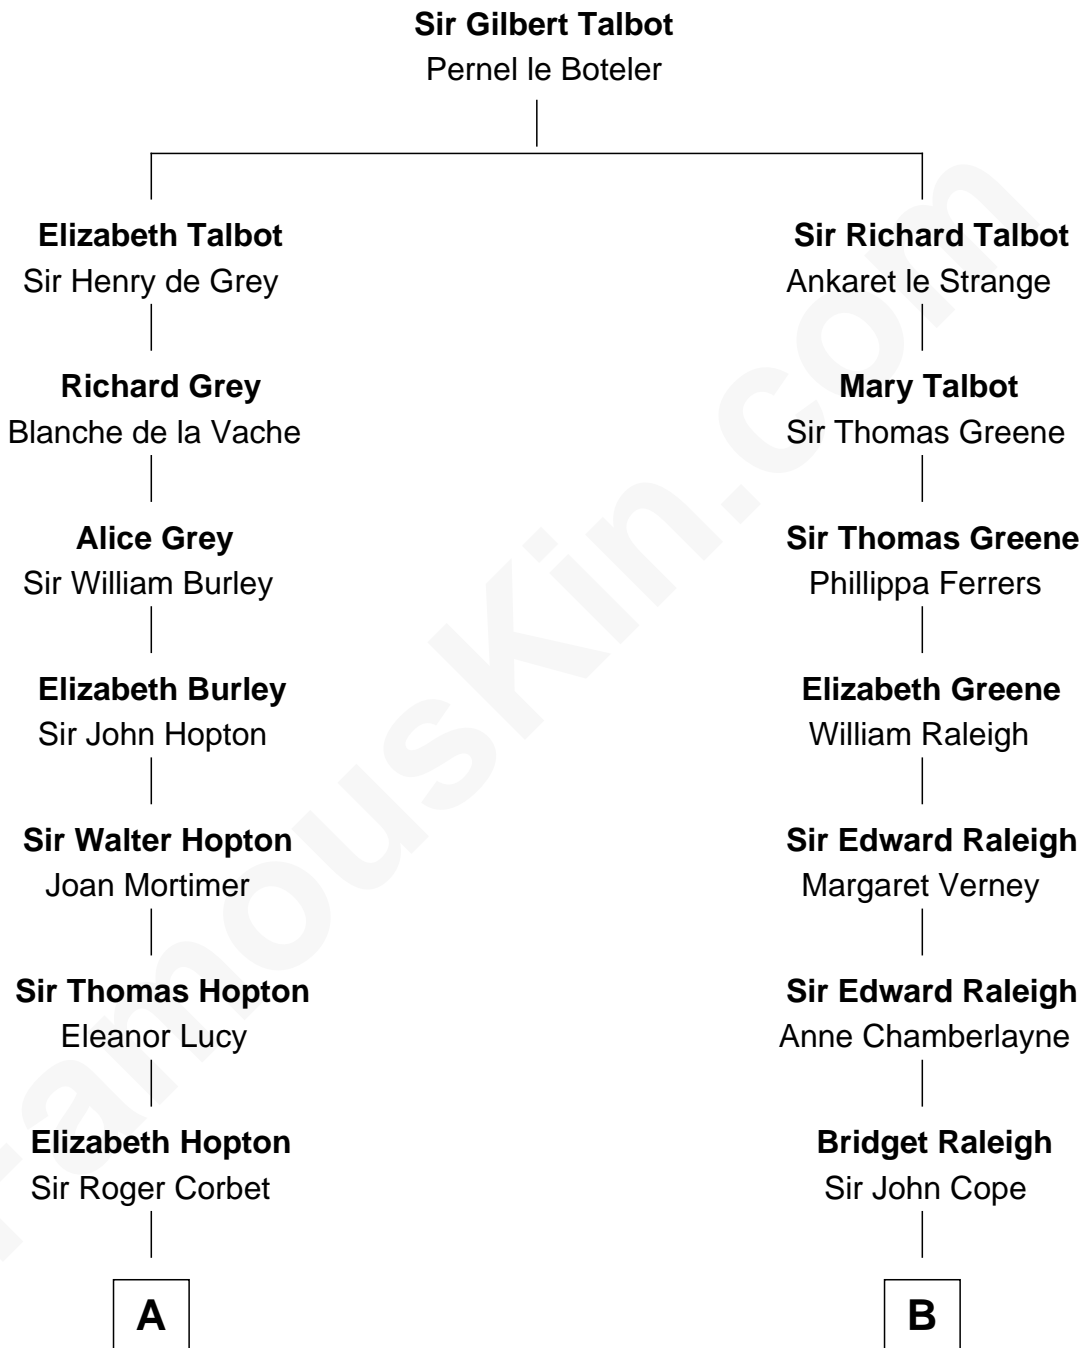 Sir Gilbert Talbot
Pernel le Boteler
Elizabeth Talbot
Sir Henry de Grey
Richard Grey
Blanche de la Vache
Alice Grey
Sir William Burley
Elizabeth Burley
Sir John Hopton
Sir Walter Hopton
Joan Mortimer
Sir Thomas Hopton
Eleanor Lucy
Elizabeth Hopton
Sir Roger Corbet
A
Sir Richard Talbot
Ankaret le Strange
Mary Talbot
Sir Thomas Greene
Sir Thomas Greene
Phillippa Ferrers
Elizabeth Greene
William Raleigh
Sir Edward Raleigh
Margaret Verney
Sir Edward Raleigh
Anne Chamberlayne
Bridget Raleigh
Sir John Cope
B
FamousKin.com